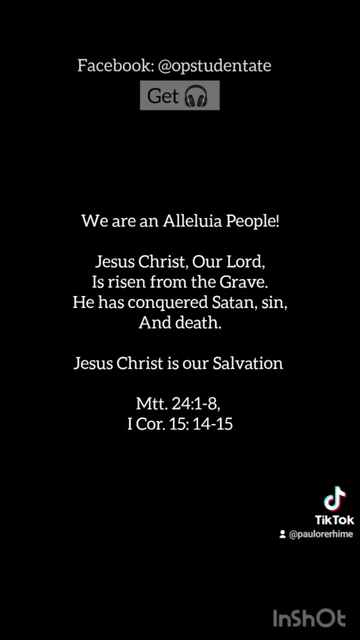 Facebook: @opstudentate
Get
We are an Alleluia People!
Jesus Christ, Our Lord,
Is risen from the Grave.
He has conquered Satan, sin,
And death.
Jesus Christ is our Salvation
Mtt. 24:1-8,
I Cor. 15: 14-15
TikTok
@paulorerhime
InShOt